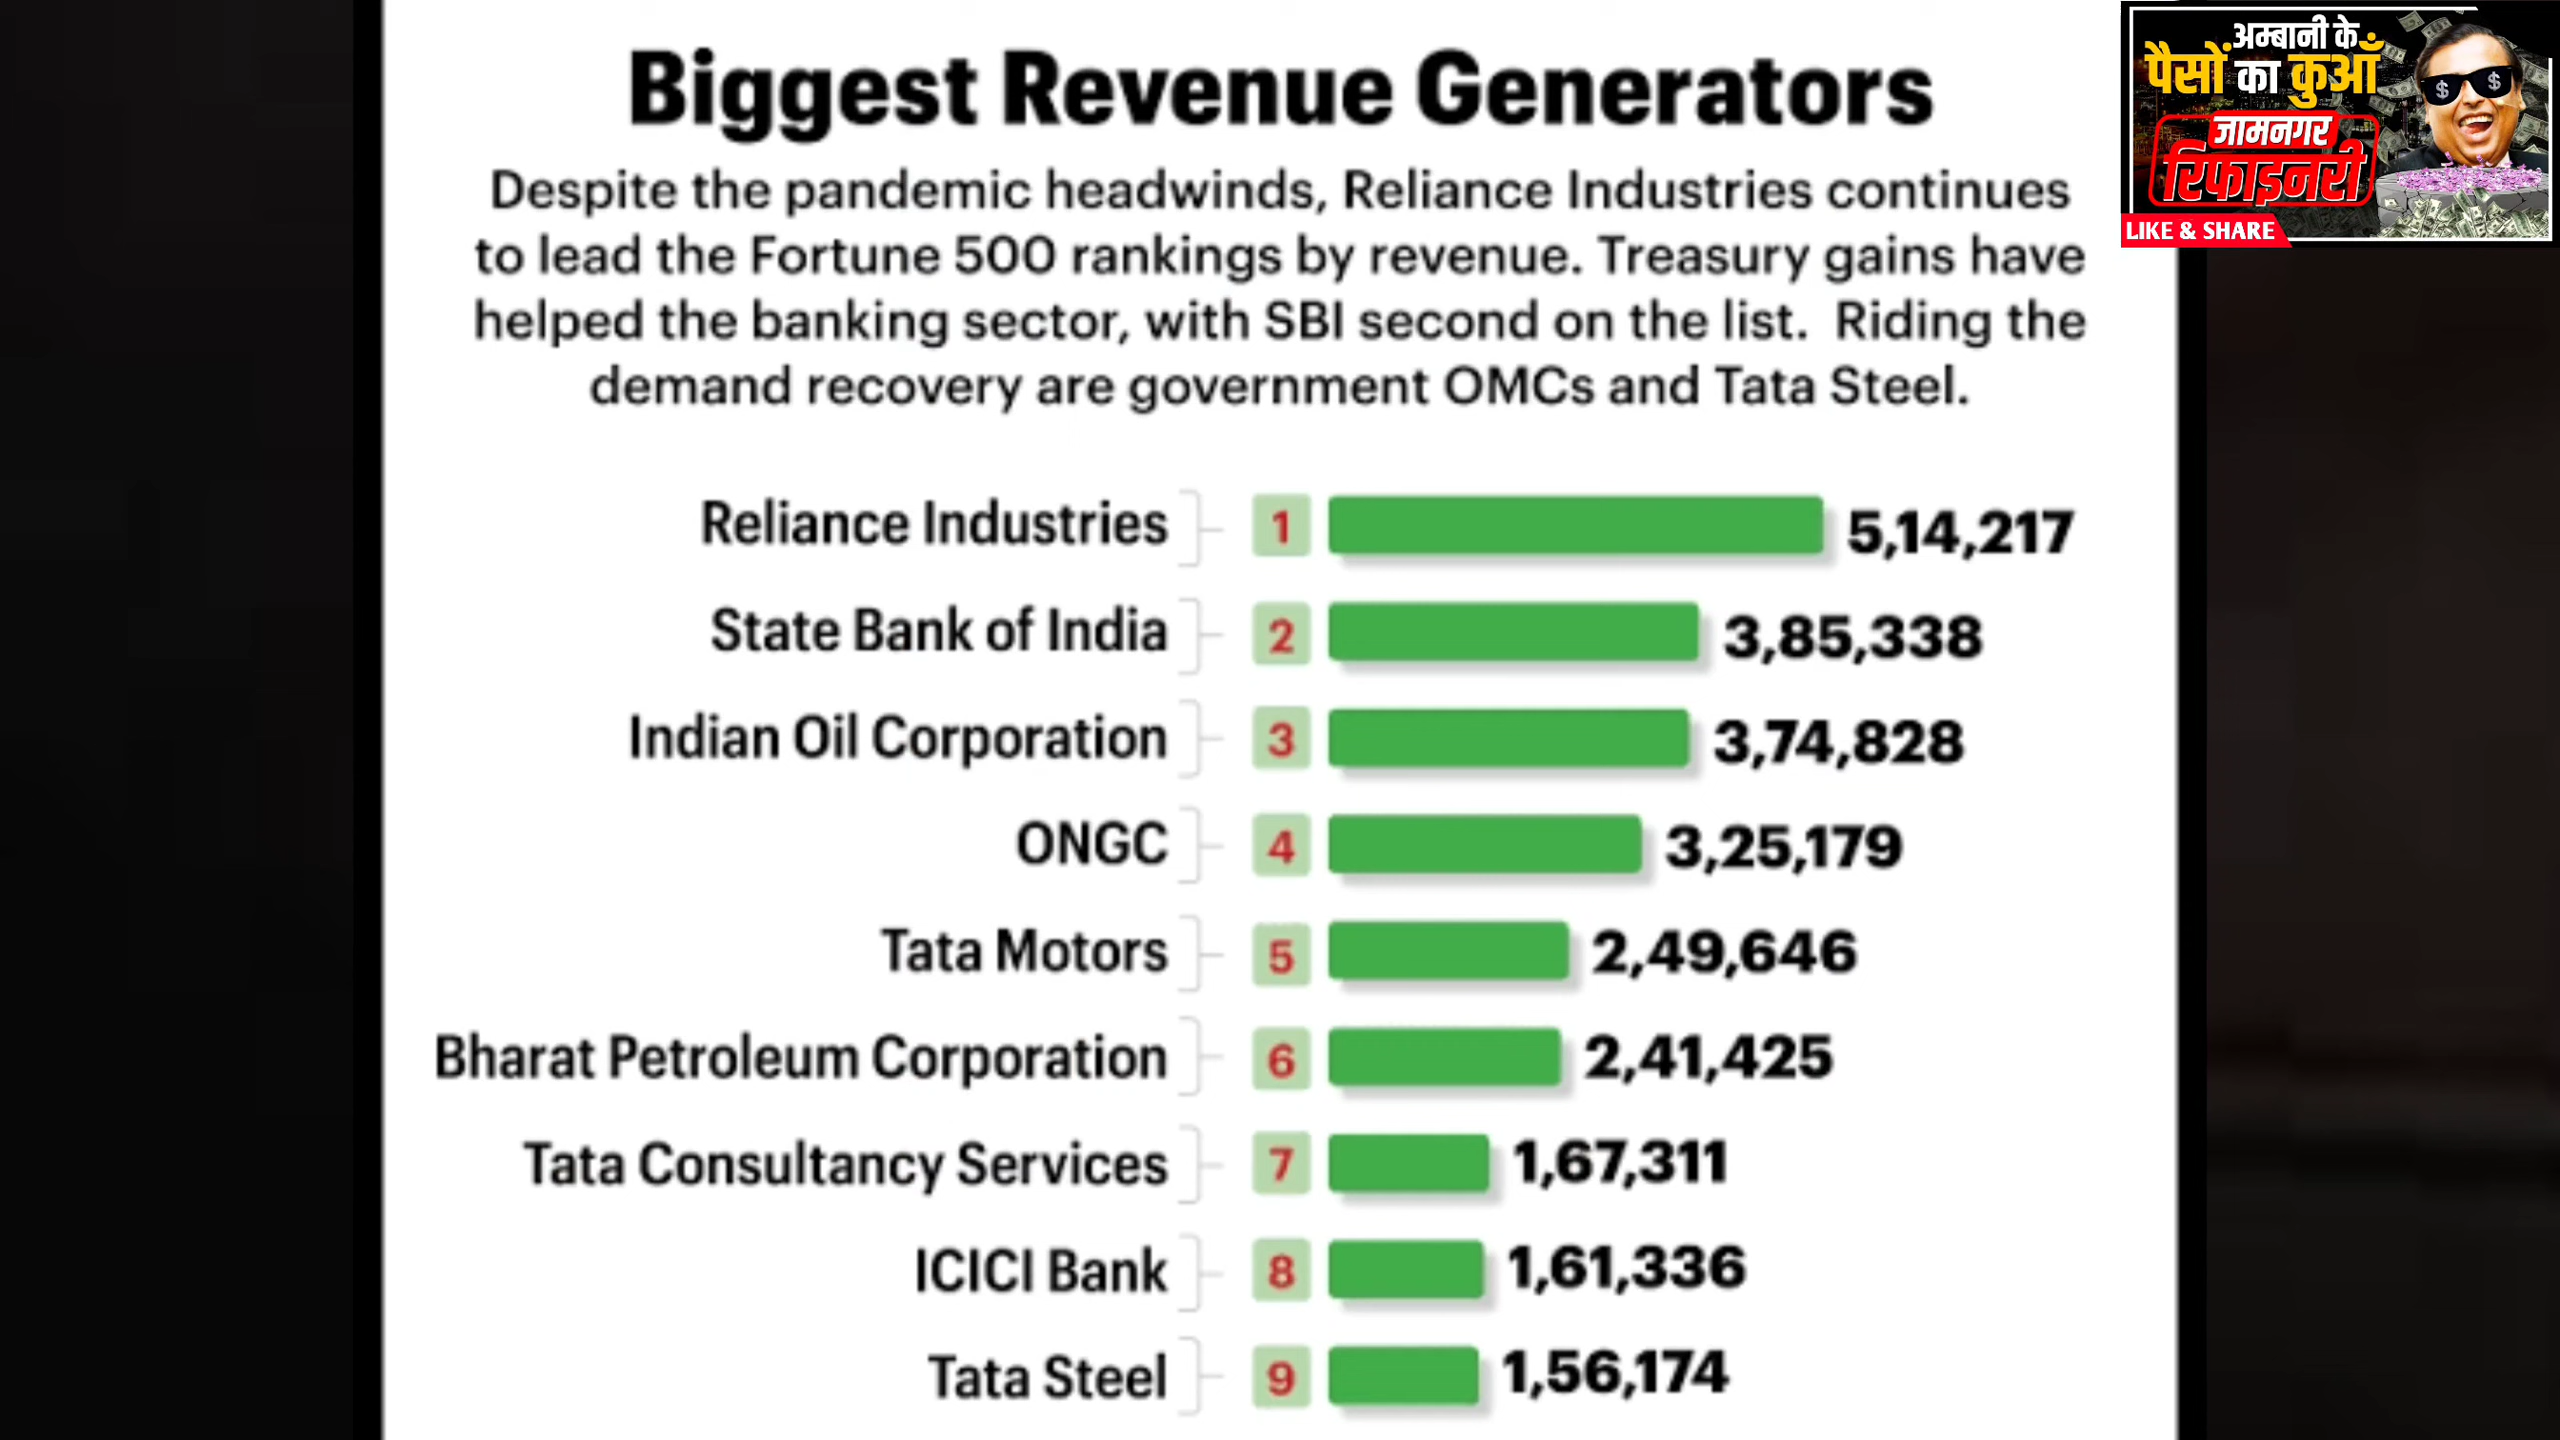 Biggest Revenue Generators
Despite the pandemic headwinds, Reliance Industries continues
to lead the Fortune 500 rankings by revenue. Treasury gains have
helped the banking sector, with SBI second on the list. Riding the
demand recovery are government OMCs and Tata Steel.
Reliance Industries 1 5,14,217
State Bank of India 2 3,85,338
Indian Oil Corporation 3 3,74,828
ONGC 4 3,25,179
Tata Motors 5 2,49,646
Bharat Petroleum Corporation 6 2,41,425
Tata Consultancy Services 7 1,67,311
ICICI Bank 8 1,61,336
Tata Steel 9 1,56,174
अम्बानी के
पैसों का कुआँ
जामनगर
रिफाइनरी
LIKE & SHARE
$ $